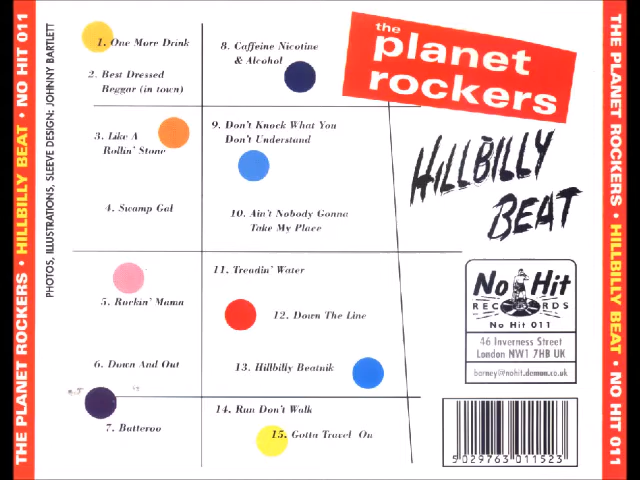 THE PLANET ROCKERS • HILLBILLY BEAT • NO HIT 011
PHOTOS, ILLUSTRATIONS, SLEEVE DESIGN: JOHNNY BARTLETT
1. One More Drink
2. Best Dressed
Beggar (in town)
3. Like A
Rollin' Stone
4. Swamp Gal
5. Rockin' Mama
6. Down And Out
7. Batteroo
8. Caffeine Nicotine
& Alcohol
9. Don't Knock What You
Don't Understand
10. Ain't Nobody Gonna
Take My Place
11. Treadin' Water
12. Down The Line
13. Hillbilly Beatnik
14. Run Don't Walk
15. Gotta Travel On
the
planet
rockers
HILLBILLY
BEAT
No Hit
RECORDS
No Hit 011
46 Inverness Street
London NW1 7HB UK
barney@nohit.demon.co.uk
5 029763 011523
THE PLANET ROCKERS • HILLBILLY BEAT • NO HIT 011